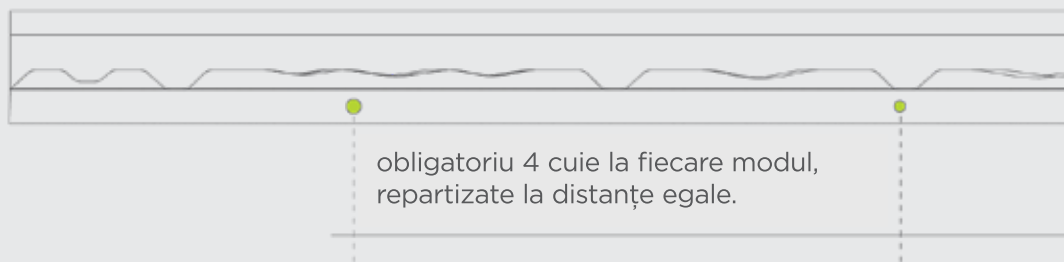 obligatoriu 4 cuie la fiecare modul,
repartizate la distanțe egale.